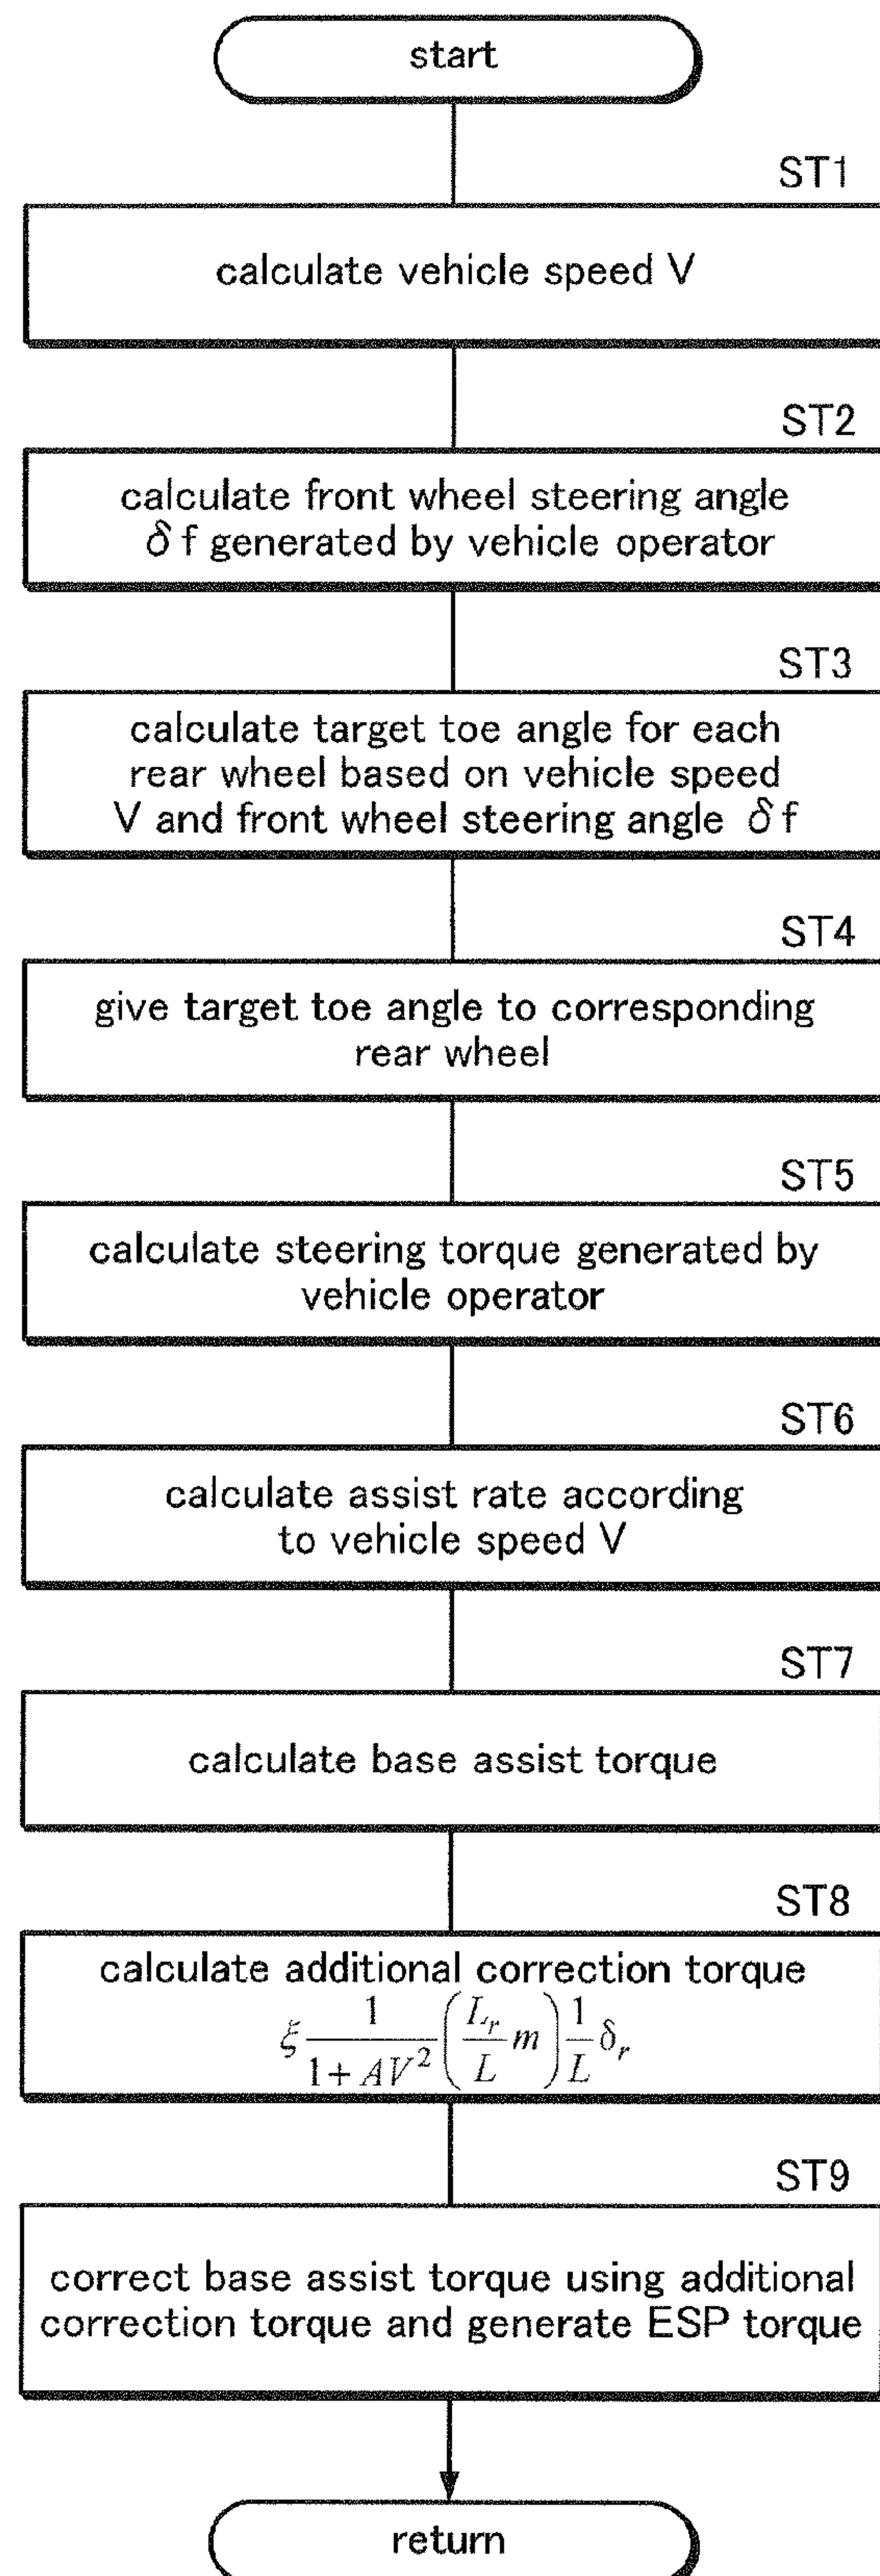 start
ST1
calculate vehicle speed V
ST2
calculate front wheel steering angle
δf generated by vehicle operator
ST3
calculate target toe angle for each
rear wheel based on vehicle speed
V and front wheel steering angle δf
ST4
give target toe angle to corresponding
rear wheel
ST5
calculate steering torque generated by
vehicle operator
ST6
calculate assist rate according
to vehicle speed V
ST7
calculate base assist torque
ST8
calculate additional correction torque
ξ 1/(1+AV²) (L_r/L m) 1/L δ_r
ST9
correct base assist torque using additional
correction torque and generate ESP torque
return